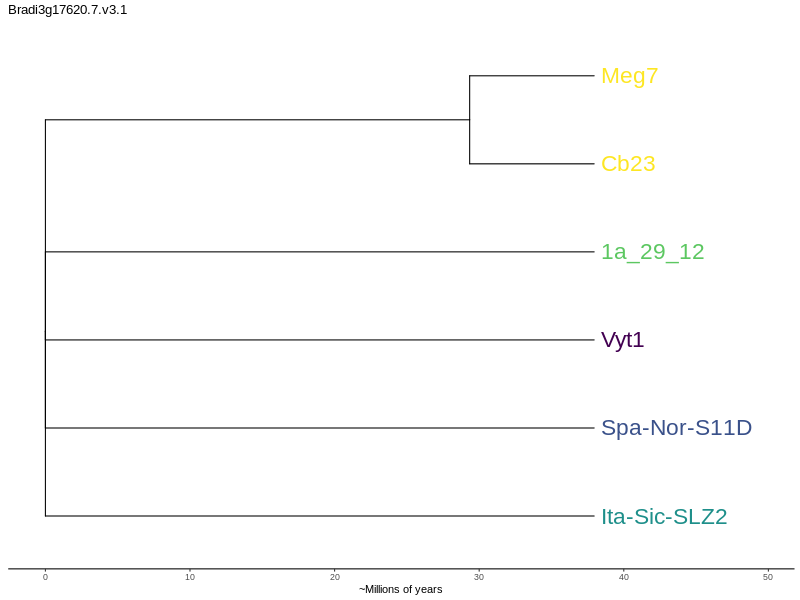 Bradi3g17620.7.v3.1
Meg7
Cb23
1a_29_12
Vyt1
Spa-Nor-S11D
Ita-Sic-SLZ2
0 10 20 30 40 50
~Millions of years